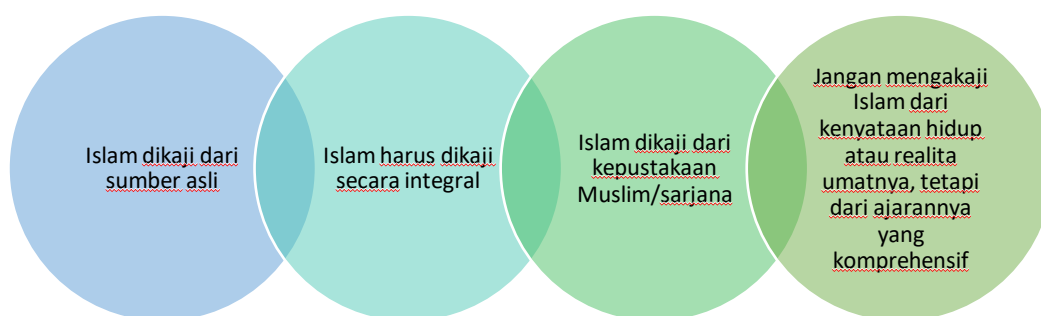 Islam dikaji dari
sumber asli
Islam harus dikaji
secara integral
Islam dikaji dari
kepustakaan
Muslim/sarjana
Jangan mengakaji
Islam dari
kenyataan hidup
atau realita
umatnya, tetapi
dari ajarannya
yang
komprehensif